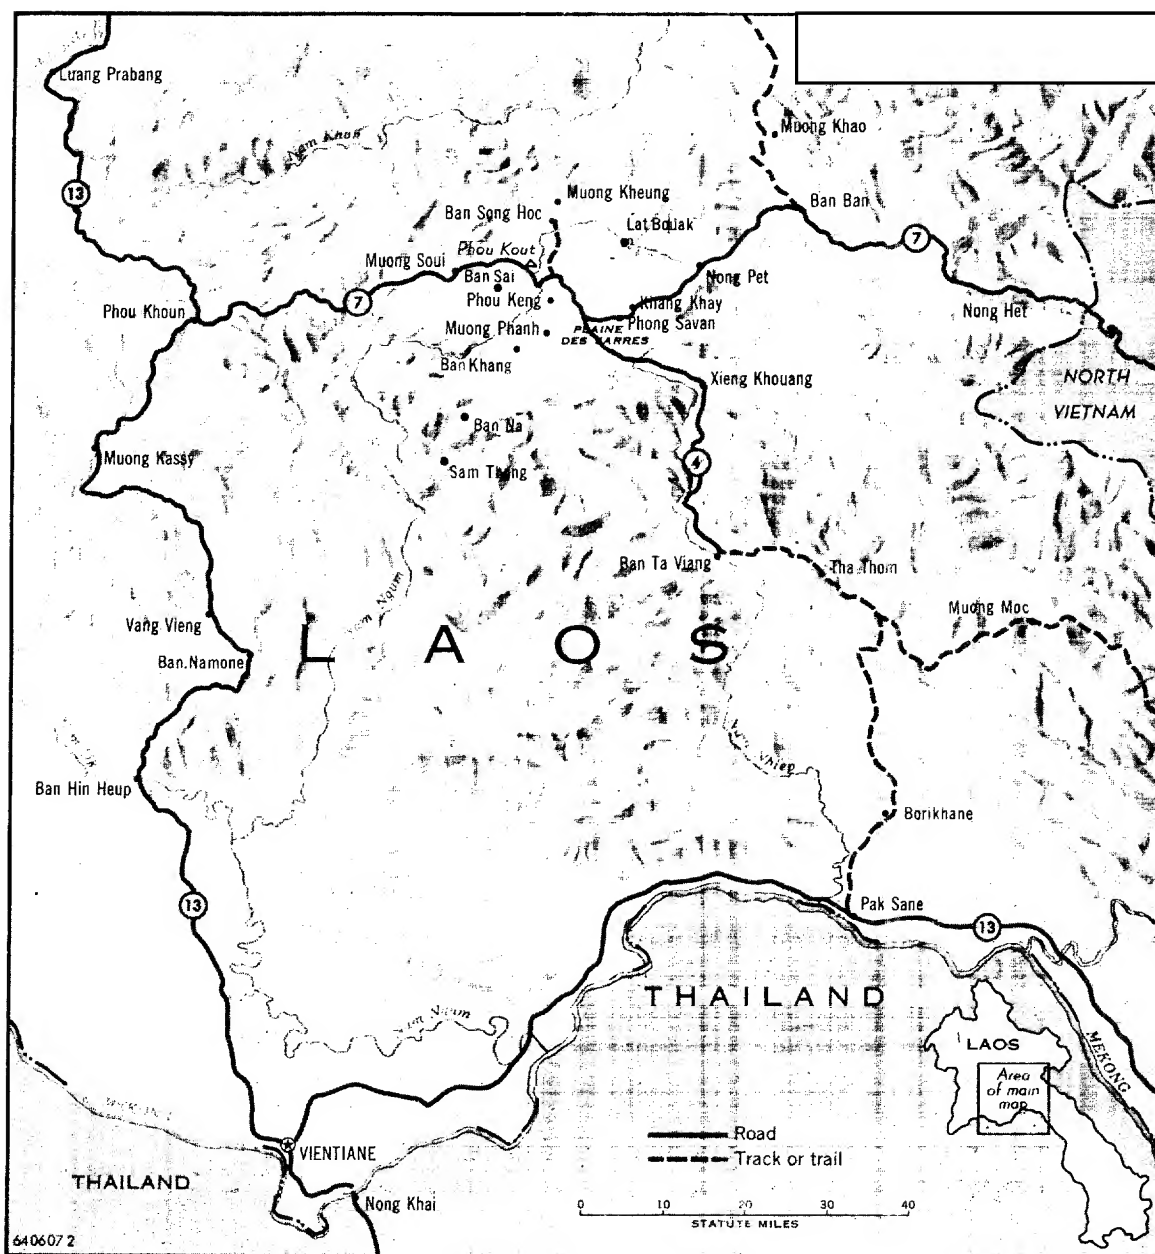 Luang Prabang
Muong Khao
Nam Khan
13
Muong Kheung
Ban Ban
Ban Song Hoc
Lat Bouak
7
Phou Kout
Muong Soui
Ban Sai
Nong Pet
7
Phou Keng
Khang Khay
Phou Khoun
Nong Het
Phong Savan
Muong Phanh
PLAINE
DES JARRES
Ban Khang
Xieng Khouang
NORTH
VIETNAM
Ban Na
Muong Kassy
Sam Thong
4
Ban Ta Viang
Tha Thom
Ngum
Muong Moc
Vang Vieng
LAOS
Ban Namone
Nhiep
Ban Hin Heup
Borikhane
13
Pak Sane
13
THAILAND
Ngum
LAOS
MEKONG
Area
of main
map
Road
VIENTIANE
Track or trail
THAILAND
Nong Khai
0 10 20 30 40
STATUTE MILES
640607 2